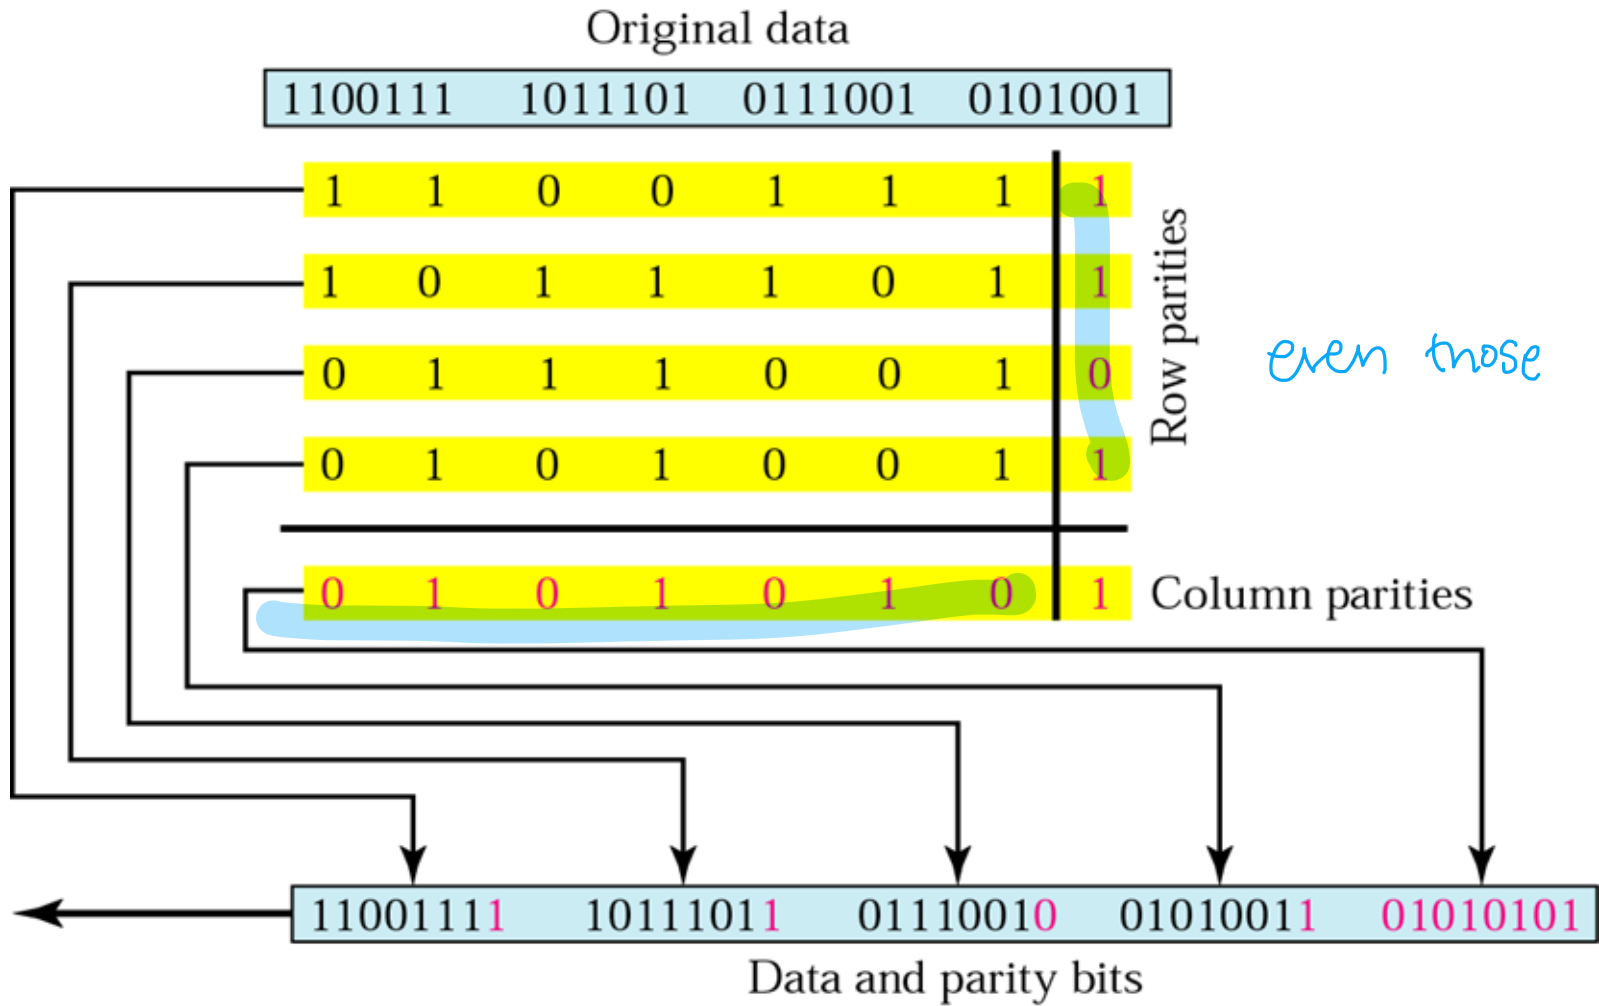 Original data
1100111 1011101 0111001 0101001
1 1 0 0 1 1 1 1
1 0 1 1 1 0 1 1
0 1 1 1 0 0 1 0
0 1 0 1 0 0 1 1
Row parities
even those
0 1 0 1 0 1 0 1 Column parities
11001111 10111011 01110010 01010011 01010101
Data and parity bits